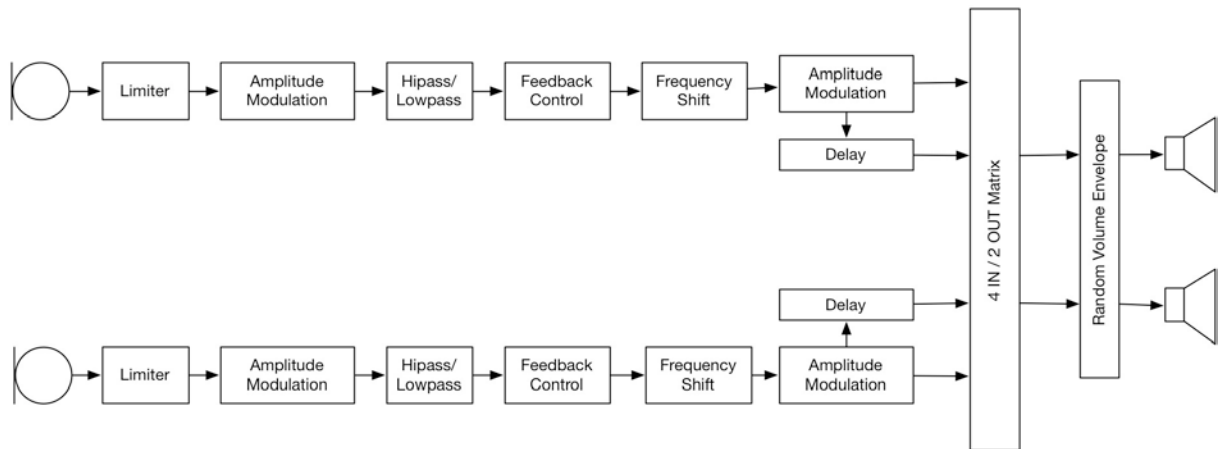 Limiter
Amplitude
Modulation
Hipass/
Lowpass
Feedback
Control
Frequency
Shift
Amplitude
Modulation
Delay
4 IN / 2 OUT Matrix
Random Volume Envelope
Delay
Limiter
Amplitude
Modulation
Hipass/
Lowpass
Feedback
Control
Frequency
Shift
Amplitude
Modulation